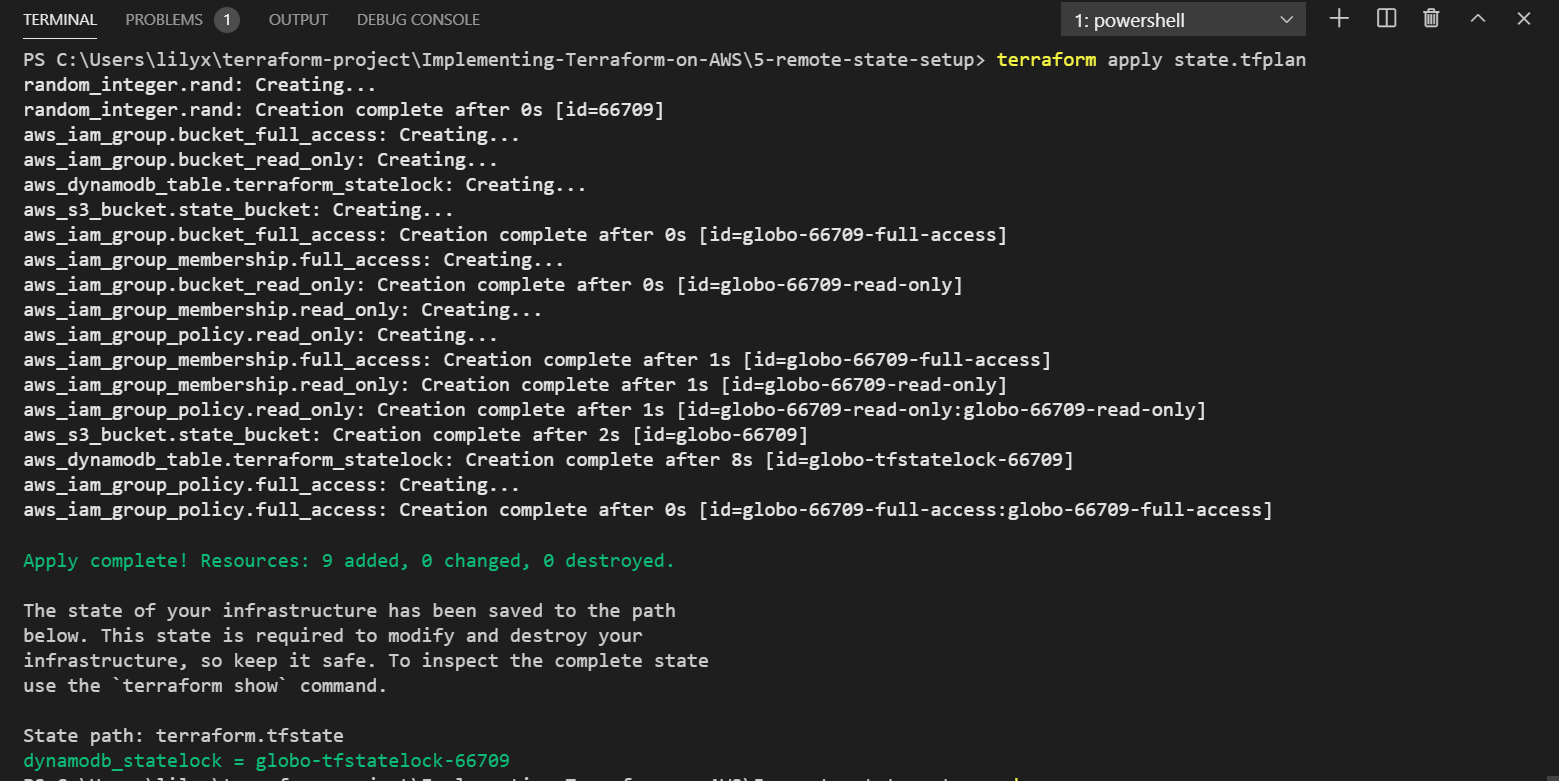 TERMINAL PROBLEMS 1 OUTPUT DEBUG CONSOLE 1: powershell
PS C:\Users\lilyx\terraform-project\Implementing-Terraform-on-AWS\5-remote-state-setup> terraform apply state.tfplan
random_integer.rand: Creating...
random_integer.rand: Creation complete after 0s [id=66709]
aws_iam_group.bucket_full_access: Creating...
aws_iam_group.bucket_read_only: Creating...
aws_dynamodb_table.terraform_statelock: Creating...
aws_s3_bucket.state_bucket: Creating...
aws_iam_group.bucket_full_access: Creation complete after 0s [id=globo-66709-full-access]
aws_iam_group_membership.full_access: Creating...
aws_iam_group.bucket_read_only: Creation complete after 0s [id=globo-66709-read-only]
aws_iam_group_membership.read_only: Creating...
aws_iam_group_policy.read_only: Creating...
aws_iam_group_membership.full_access: Creation complete after 1s [id=globo-66709-full-access]
aws_iam_group_membership.read_only: Creation complete after 1s [id=globo-66709-read-only]
aws_iam_group_policy.read_only: Creation complete after 1s [id=globo-66709-read-only:globo-66709-read-only]
aws_s3_bucket.state_bucket: Creation complete after 2s [id=globo-66709]
aws_dynamodb_table.terraform_statelock: Creation complete after 8s [id=globo-tfstatelock-66709]
aws_iam_group_policy.full_access: Creating...
aws_iam_group_policy.full_access: Creation complete after 0s [id=globo-66709-full-access:globo-66709-full-access]
Apply complete! Resources: 9 added, 0 changed, 0 destroyed.
The state of your infrastructure has been saved to the path
below. This state is required to modify and destroy your
infrastructure, so keep it safe. To inspect the complete state
use the `terraform show` command.
State path: terraform.tfstate
dynamodb_statelock = globo-tfstatelock-66709